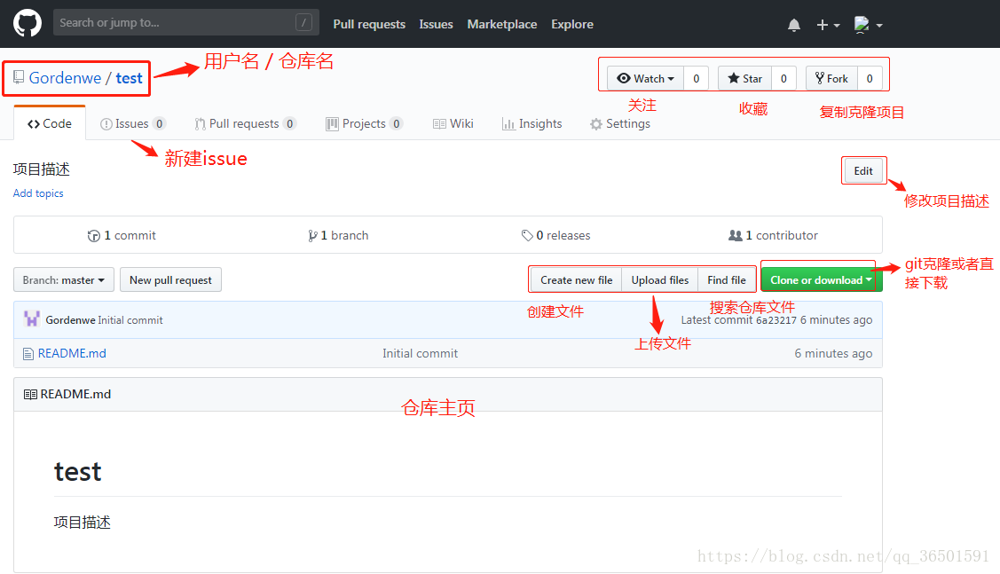 Search or jump to... /
Pull requests Issues Marketplace Explore
Gordenwe / test
用户名 / 仓库名
Watch 0 Star 0 Fork 0
关注 收藏 复制克隆项目
Code Issues 0 Pull requests 0 Projects 0 Wiki Insights Settings
新建issue
项目描述
Edit
Add topics
修改项目描述
1 commit 1 branch 0 releases 1 contributor
Branch: master New pull request Create new file Upload files Find file Clone or download
git克隆或者直
接下载
创建文件 搜索仓库文件
Gordenwe Initial commit Latest commit 6a23217 6 minutes ago
上传文件
README.md Initial commit 6 minutes ago
README.md
仓库主页
test
项目描述
https://blog.csdn.net/qq_36501591